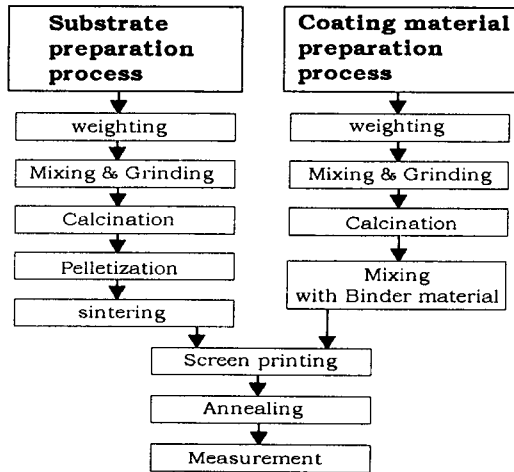 Substrate
preparation
process
weighting
Mixing & Grinding
Calcination
Pelletization
sintering
Coating material
preparation
process
weighting
Mixing & Grinding
Calcination
Mixing
with Binder material
Screen printing
Annealing
Measurement